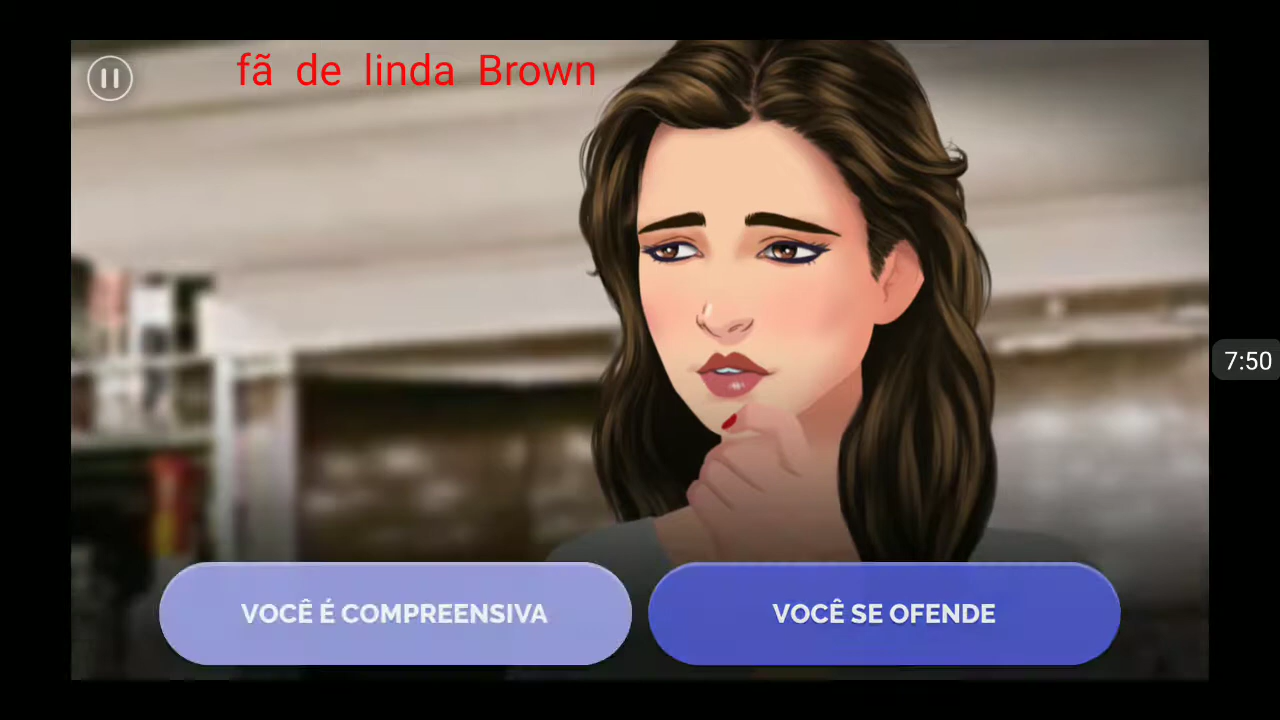 fã de linda Brown
7:50
VOCÊ É COMPREENSIVA
VOCÊ SE OFENDE